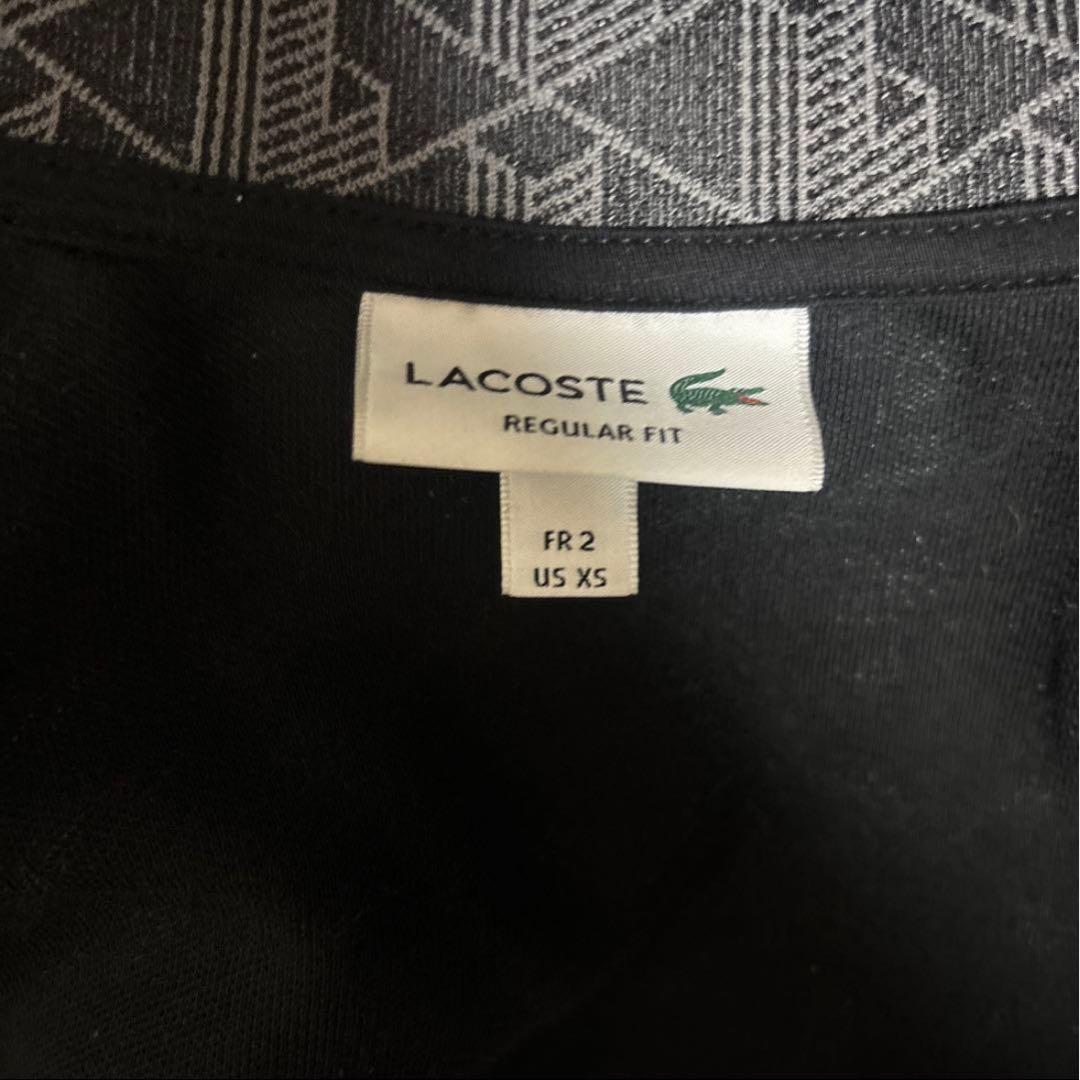 LACOSTE
REGULAR FIT
FR 2
US XS